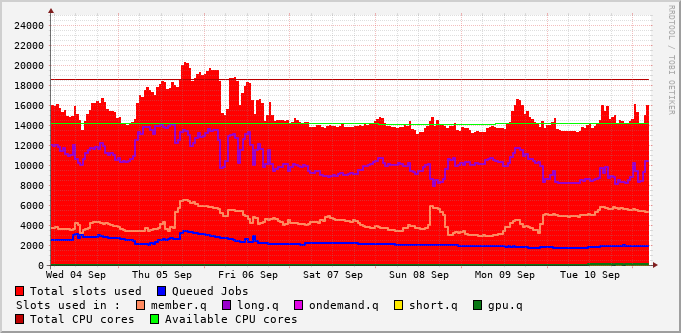 24000
22000
20000
18000
16000
14000
12000
10000
8000
6000
4000
2000
0
Wed 04 Sep Thu 05 Sep Fri 06 Sep Sat 07 Sep Sun 08 Sep Mon 09 Sep Tue 10 Sep
Total slots used Queued Jobs
Slots used in : member.q long.q ondemand.q short.q gpu.q
Total CPU cores Available CPU cores
RRDTOOL / TOBI OETIKER